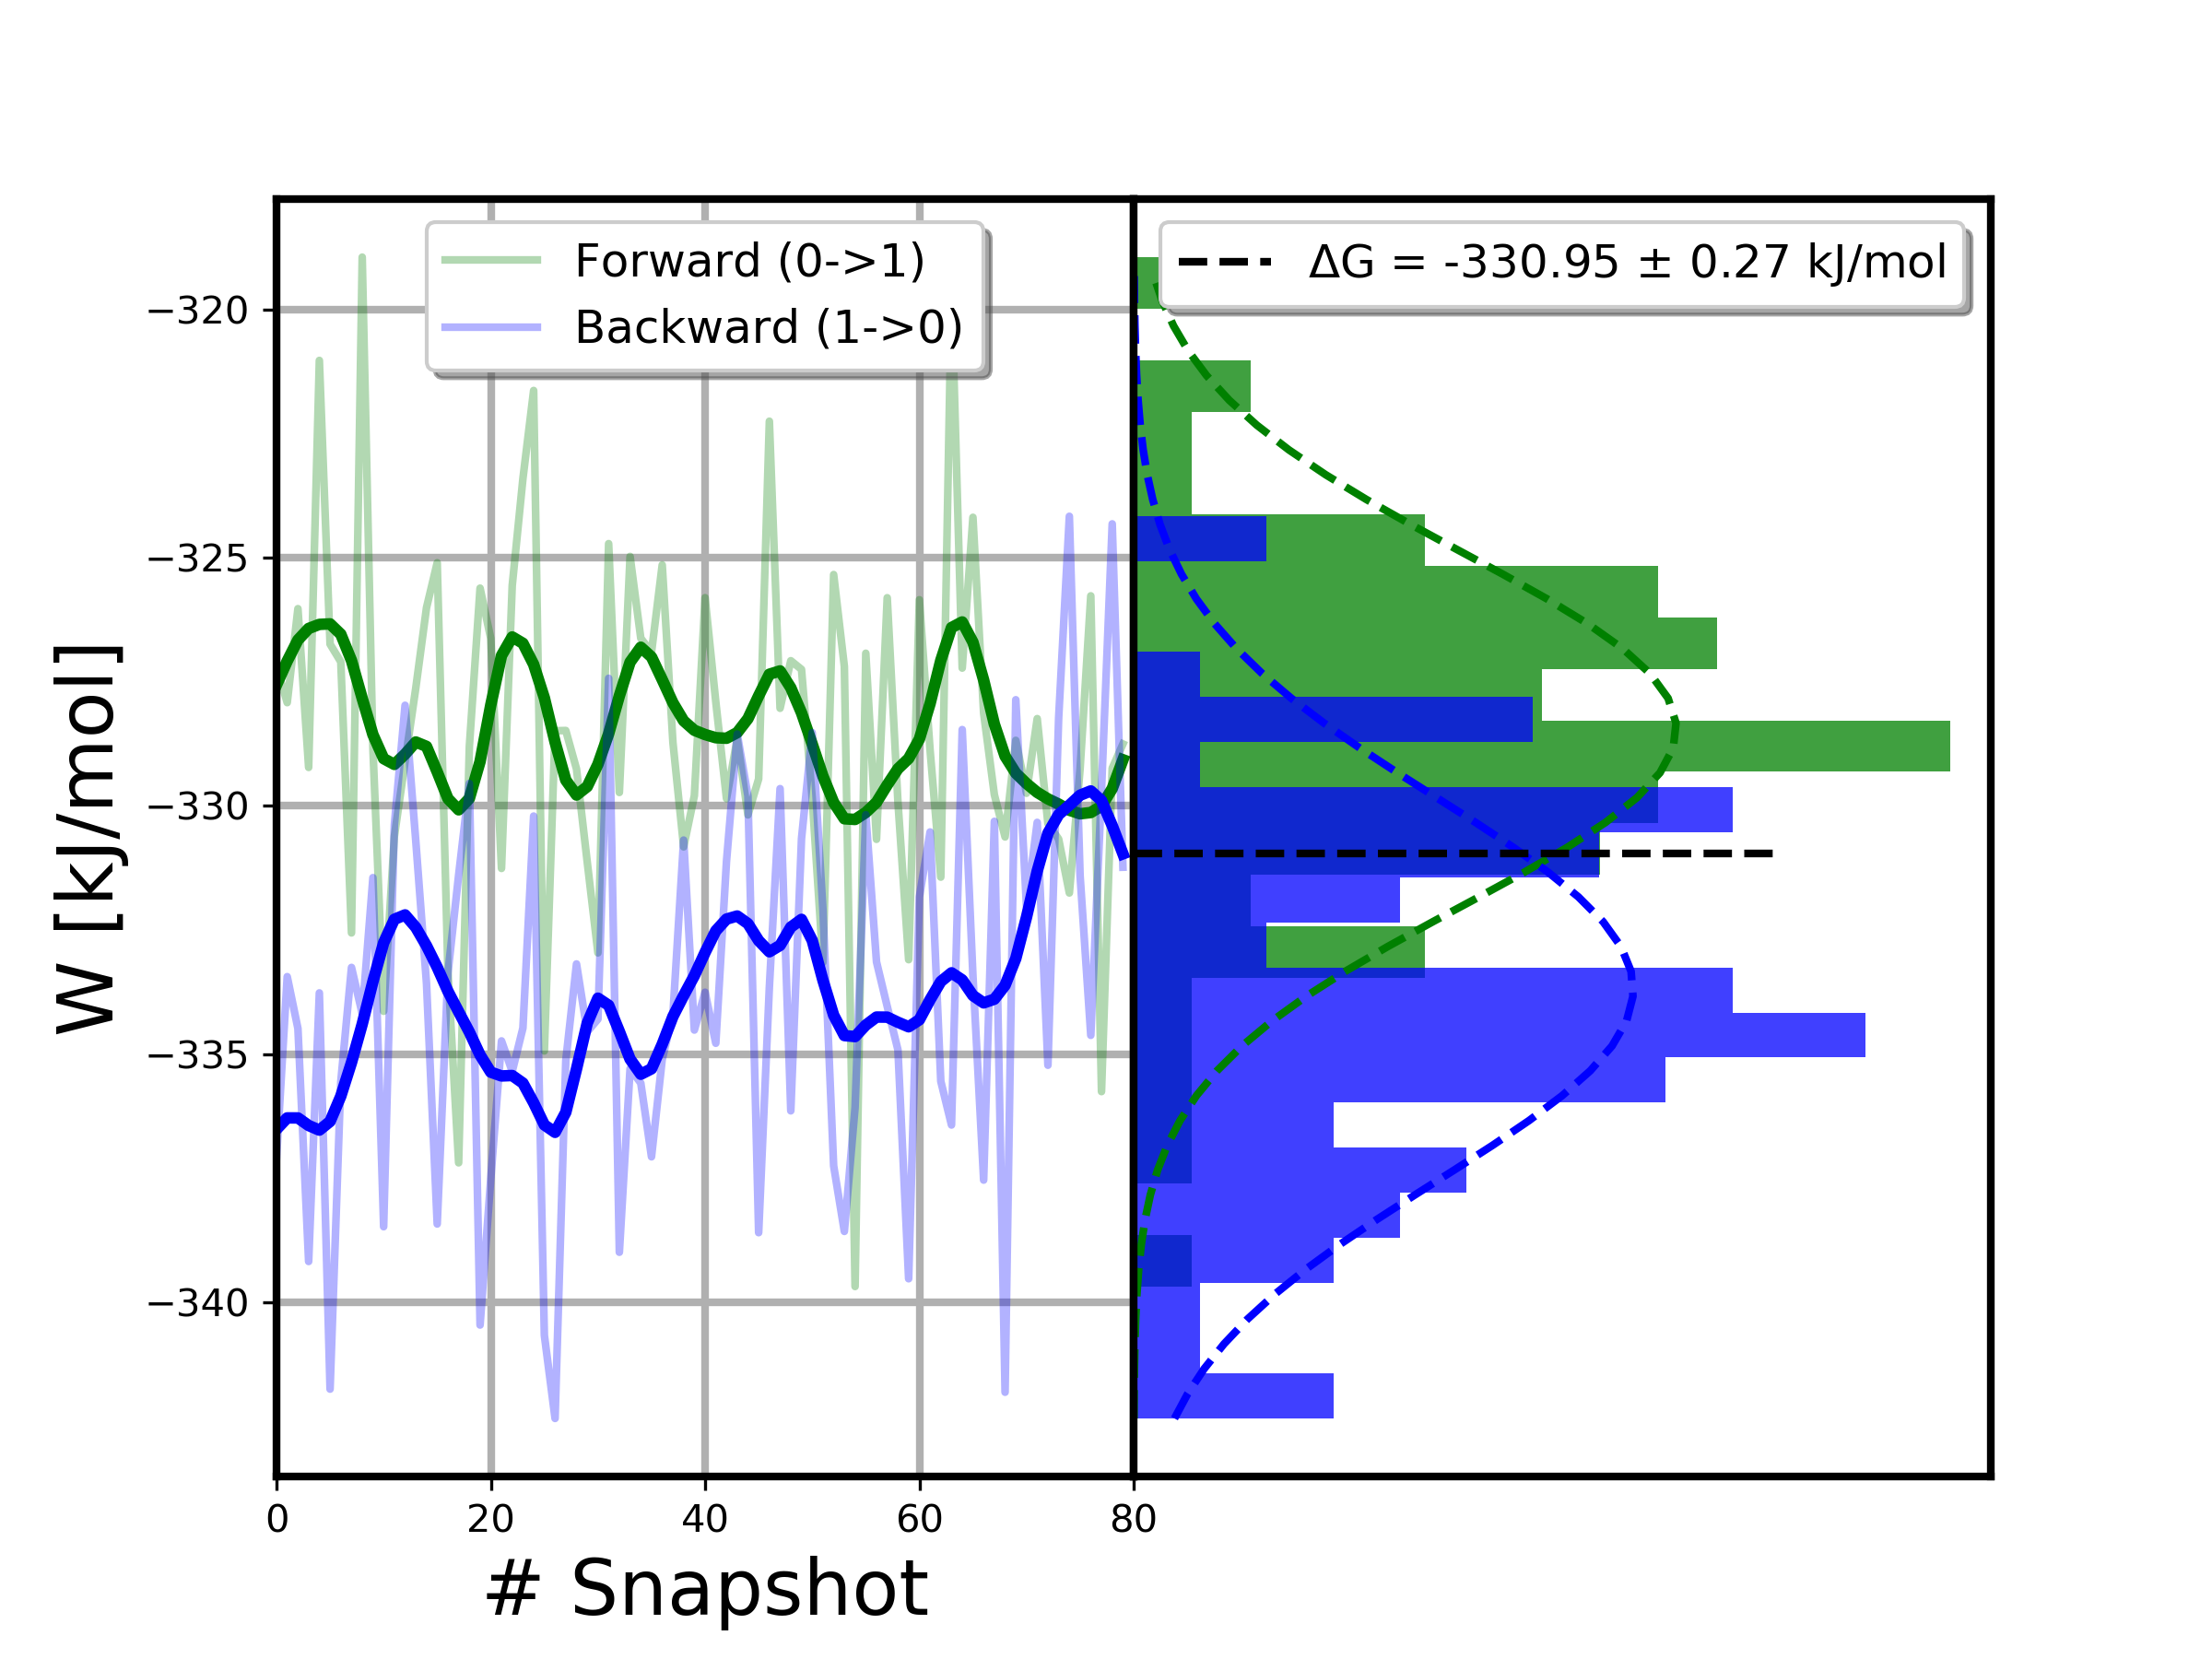 Forward (0->1)
Backward (1->0)
ΔG = -330.95 ± 0.27 kJ/mol
W [kJ/mol]
−320
−325
−330
−335
−340
0 20 40 60 80
# Snapshot